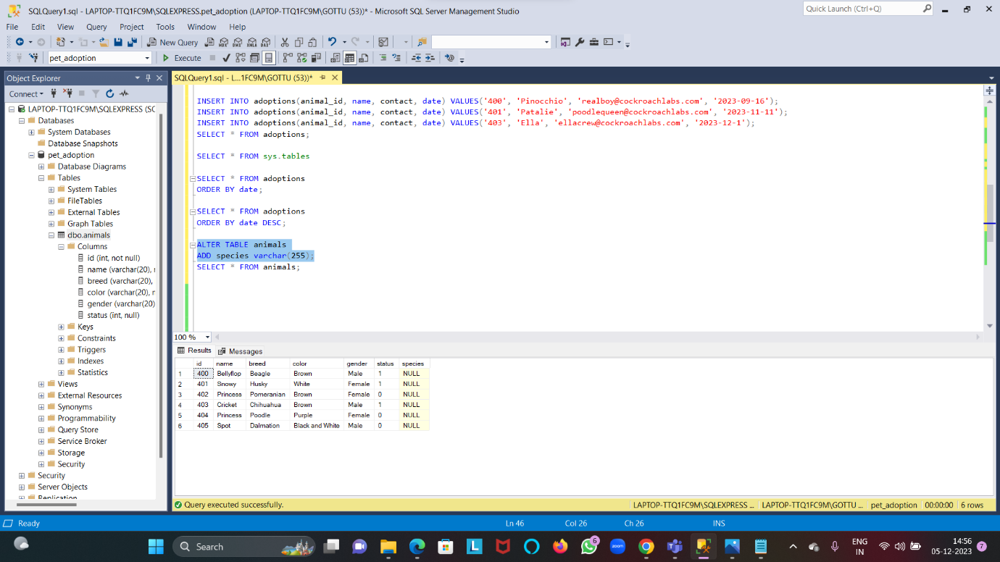 SQLQuery1.sql - LAPTOP-TTQ1FC9M\SQLEXPRESS.pet_adoption (LAPTOP-TTQ1FC9M\GOTTU (53))* - Microsoft SQL Server Management Studio
Quick Launch (Ctrl+Q)
File Edit View Query Project Tools Window Help
New Query
pet_adoption Execute
Object Explorer
Connect
LAPTOP-TTQ1FC9M\SQLEXPRESS (SC
Databases
System Databases
Database Snapshots
pet_adoption
Database Diagrams
Tables
System Tables
FileTables
External Tables
Graph Tables
dbo.animals
Columns
id (int, not null)
name (varchar(20), r
breed (varchar(20),
color (varchar(20), n
gender (varchar(20)
status (int, null)
Keys
Constraints
Triggers
Indexes
Statistics
Views
External Resources
Synonyms
Programmability
Query Store
Service Broker
Storage
Security
Security
Server Objects
Replication
SQLQuery1.sql - L...1FC9M\GOTTU (53))*
INSERT INTO adoptions(animal_id, name, contact, date) VALUES('400', 'Pinocchio', 'realboy@cockroachlabs.com', '2023-09-16');
INSERT INTO adoptions(animal_id, name, contact, date) VALUES('401', 'Patalie', 'poodlequeen@cockroachlabs.com', '2023-11-11');
INSERT INTO adoptions(animal_id, name, contact, date) VALUES('403', 'Ella', 'ellacrew@cockroachlabs.com', '2023-12-1');
SELECT * FROM adoptions;
SELECT * FROM sys.tables
SELECT * FROM adoptions
ORDER BY date;
SELECT * FROM adoptions
ORDER BY date DESC;
ALTER TABLE animals
ADD species varchar(255);
SELECT * FROM animals;
100 %
Results Messages
id name breed color gender status species
1 400 Bellyflop Beagle Brown Male 1 NULL
2 401 Snowy Husky White Female 1 NULL
3 402 Princess Pomeranian Brown Female 0 NULL
4 403 Cricket Chihuahua Brown Male 1 NULL
5 404 Princess Poodle Purple Female 0 NULL
6 405 Spot Dalmation Black and White Male 0 NULL
Query executed successfully. LAPTOP-TTQ1FC9M\SQLEXPRESS ... LAPTOP-TTQ1FC9M\GOTTU ... pet_adoption 00:00:00 6 rows
Ready Ln 46 Col 26 Ch 26 INS
Search
L
6
zoom
ENG
IN
14:56
05-12-2023
7